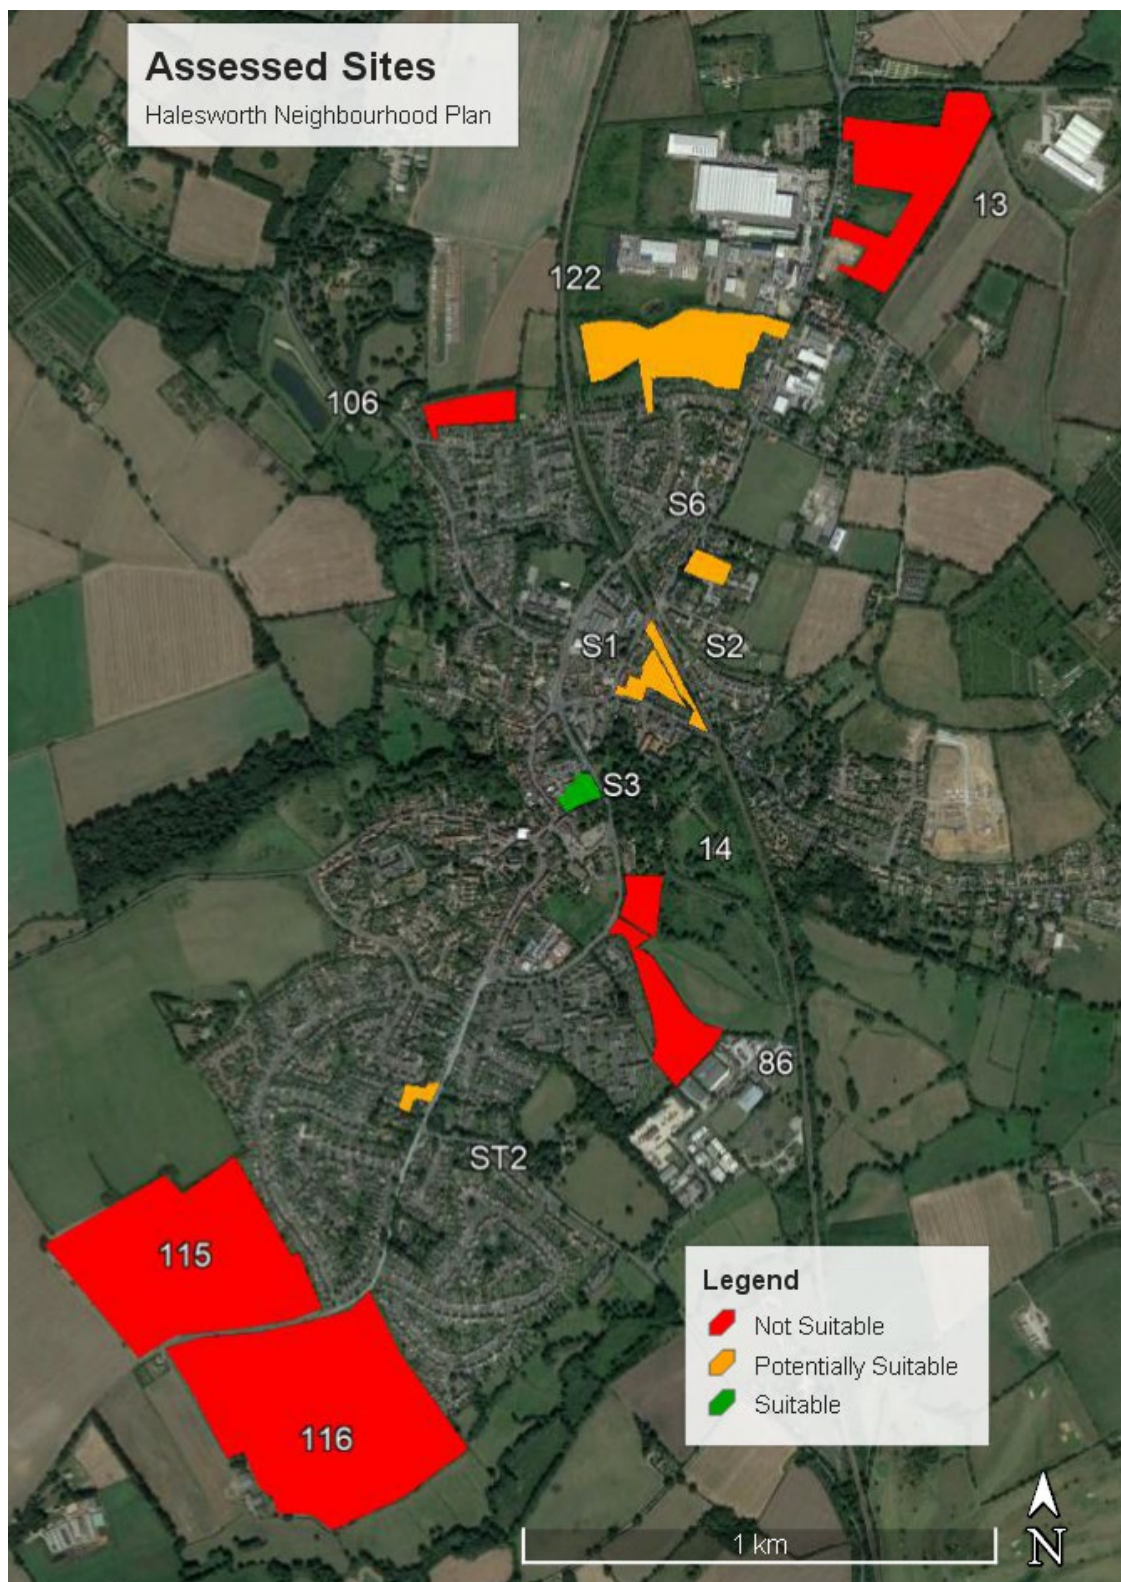 Assessed Sites
Halesworth Neighbourhood Plan
13
122
106
S6
S1
S2
S3
14
86
ST2
115
116
Legend
Not Suitable
Potentially Suitable
Suitable
1 km
N